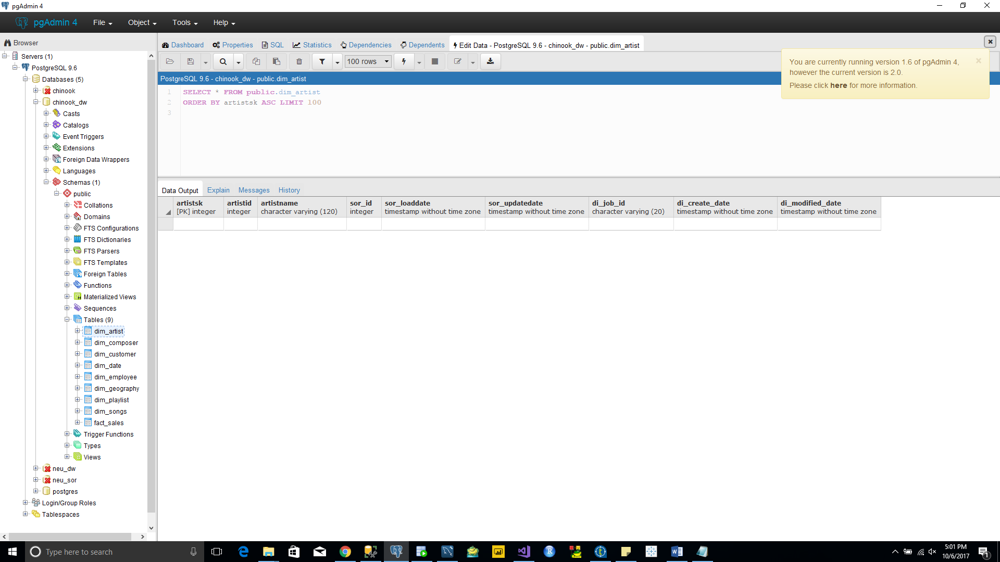 pgAdmin 4
pgAdmin 4 File Object Tools Help
Browser
Servers (1)
PostgreSQL 9.6
Databases (5)
chinook
chinook_dw
Casts
Catalogs
Event Triggers
Extensions
Foreign Data Wrappers
Languages
Schemas (1)
public
Collations
Domains
FTS Configurations
FTS Dictionaries
FTS Parsers
FTS Templates
Foreign Tables
Functions
Materialized Views
Sequences
Tables (9)
dim_artist
dim_composer
dim_customer
dim_date
dim_employee
dim_geography
dim_playlist
dim_songs
fact_sales
Trigger Functions
Types
Views
neu_dw
neu_sor
postgres
Login/Group Roles
Tablespaces
Dashboard Properties SQL Statistics Dependencies Dependents Edit Data - PostgreSQL 9.6 - chinook_dw - public.dim_artist
100 rows
You are currently running version 1.6 of pgAdmin 4,
however the current version is 2.0.
Please click here for more information.
PostgreSQL 9.6 - chinook_dw - public.dim_artist
1 SELECT * FROM public.dim_artist
2 ORDER BY artistsk ASC LIMIT 100
3
Data Output Explain Messages History
artistsk artistid artistname sor_id sor_loaddate sor_updatedate di_job_id di_create_date di_modified_date
[PK] integer integer character varying (120) integer timestamp without time zone timestamp without time zone character varying (20) timestamp without time zone timestamp without time zone
Type here to search
5:01 PM
10/6/2017
1